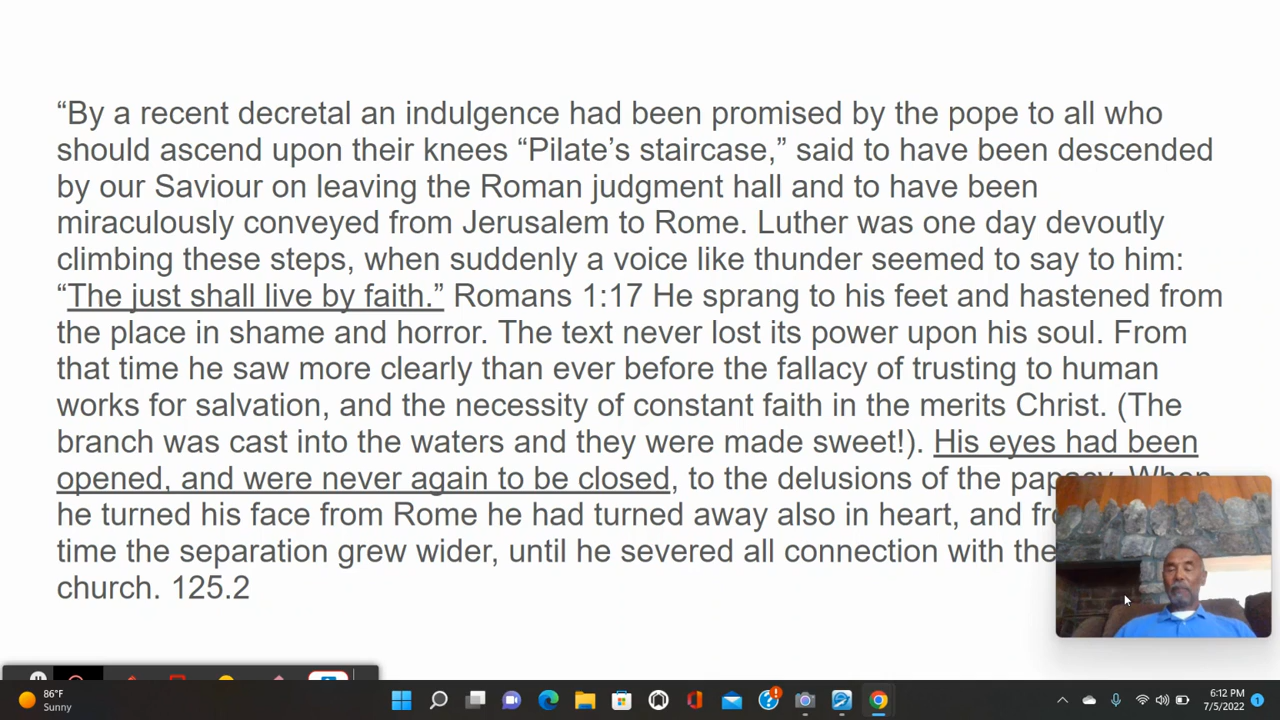 “By a recent decretal an indulgence had been promised by the pope to all who
should ascend upon their knees “Pilate’s staircase,” said to have been descended
by our Saviour on leaving the Roman judgment hall and to have been
miraculously conveyed from Jerusalem to Rome. Luther was one day devoutly
climbing these steps, when suddenly a voice like thunder seemed to say to him:
“The just shall live by faith.” Romans 1:17 He sprang to his feet and hastened from
the place in shame and horror. The text never lost its power upon his soul. From
that time he saw more clearly than ever before the fallacy of trusting to human
works for salvation, and the necessity of constant faith in the merits Christ. (The
branch was cast into the waters and they were made sweet!). His eyes had been
opened, and were never again to be closed, to the delusions of the papacy. When
he turned his face from Rome he had turned away also in heart, and
time the separation grew wider, until he severed all connection with the
church. 125.2
86°F
Sunny
6:12 PM
7/5/2022